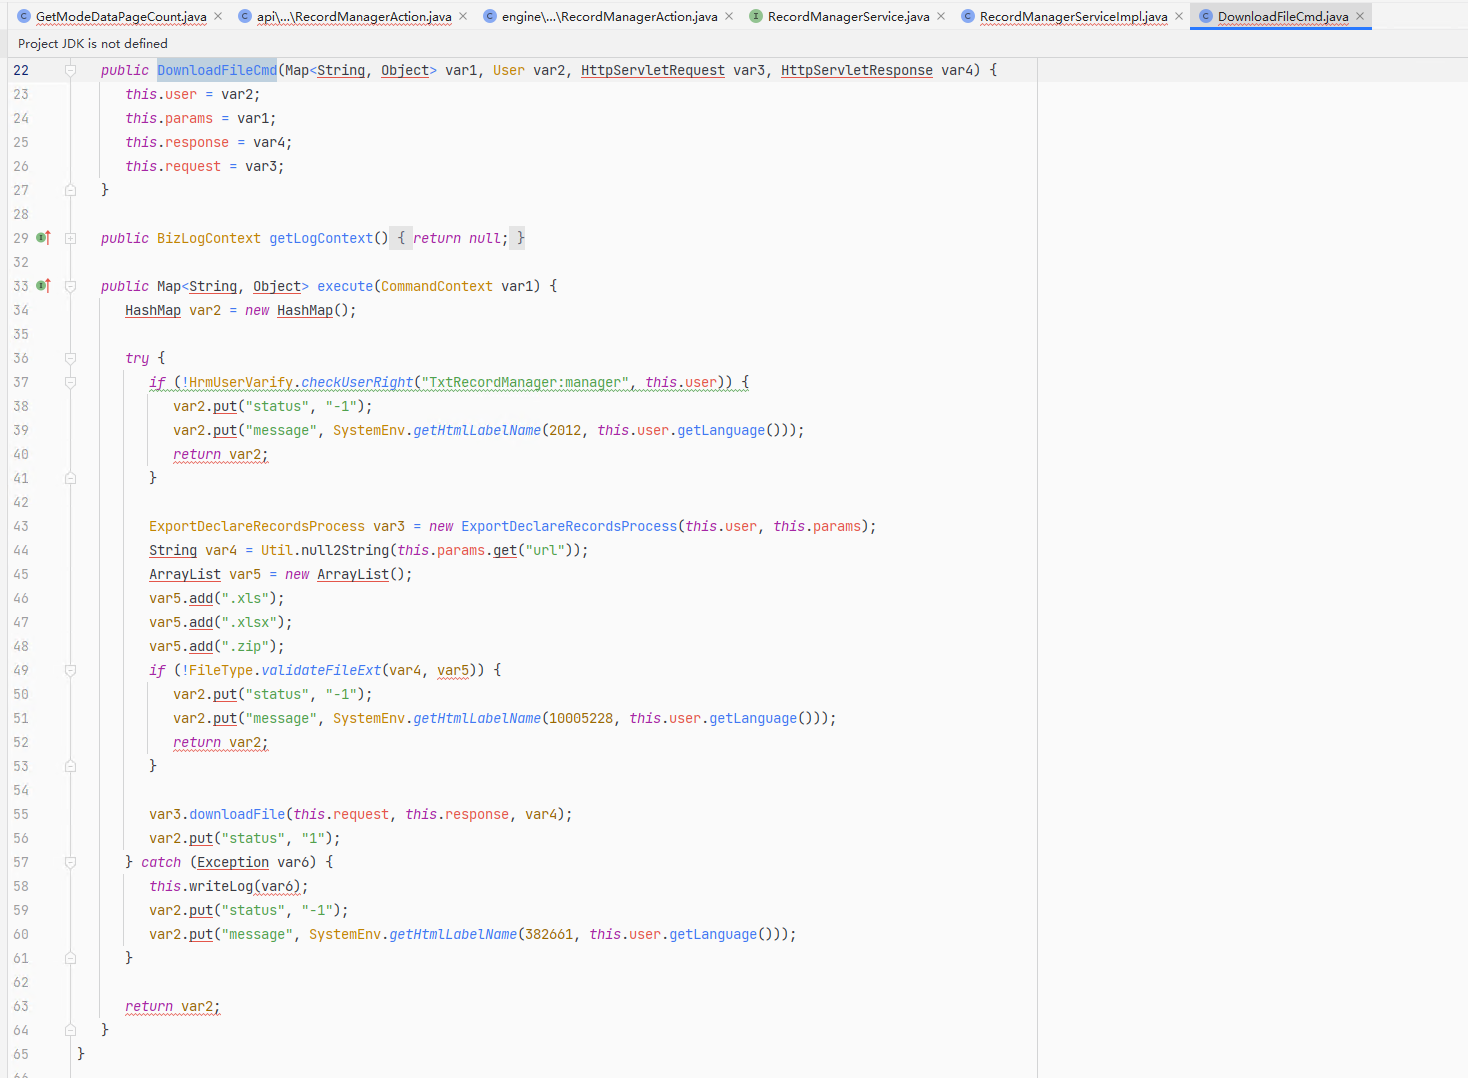 GetModeDataPageCount.java api\...\RecordManagerAction.java engine\...\RecordManagerAction.java RecordManagerService.java RecordManagerServiceImpl.java DownloadFileCmd.java
Project JDK is not defined
22 public DownloadFileCmd(Map<String, Object> var1, User var2, HttpServletRequest var3, HttpServletResponse var4) {
23 this.user = var2;
24 this.params = var1;
25 this.response = var4;
26 this.request = var3;
27 }
28
29 public BizLogContext getLogContext() { return null; }
32
33 public Map<String, Object> execute(CommandContext var1) {
34 HashMap var2 = new HashMap();
35
36 try {
37 if (!HrmUserVarify.checkUserRight("TxtRecordManager:manager", this.user)) {
38 var2.put("status", "-1");
39 var2.put("message", SystemEnv.getHtmlLabelName(2012, this.user.getLanguage()));
40 return var2;
41 }
42
43 ExportDeclareRecordsProcess var3 = new ExportDeclareRecordsProcess(this.user, this.params);
44 String var4 = Util.null2String(this.params.get("url"));
45 ArrayList var5 = new ArrayList();
46 var5.add(".xls");
47 var5.add(".xlsx");
48 var5.add(".zip");
49 if (!FileType.validateFileExt(var4, var5)) {
50 var2.put("status", "-1");
51 var2.put("message", SystemEnv.getHtmlLabelName(10005228, this.user.getLanguage()));
52 return var2;
53 }
54
55 var3.downloadFile(this.request, this.response, var4);
56 var2.put("status", "1");
57 } catch (Exception var6) {
58 this.writeLog(var6);
59 var2.put("status", "-1");
60 var2.put("message", SystemEnv.getHtmlLabelName(382661, this.user.getLanguage()));
61 }
62
63 return var2;
64 }
65 }